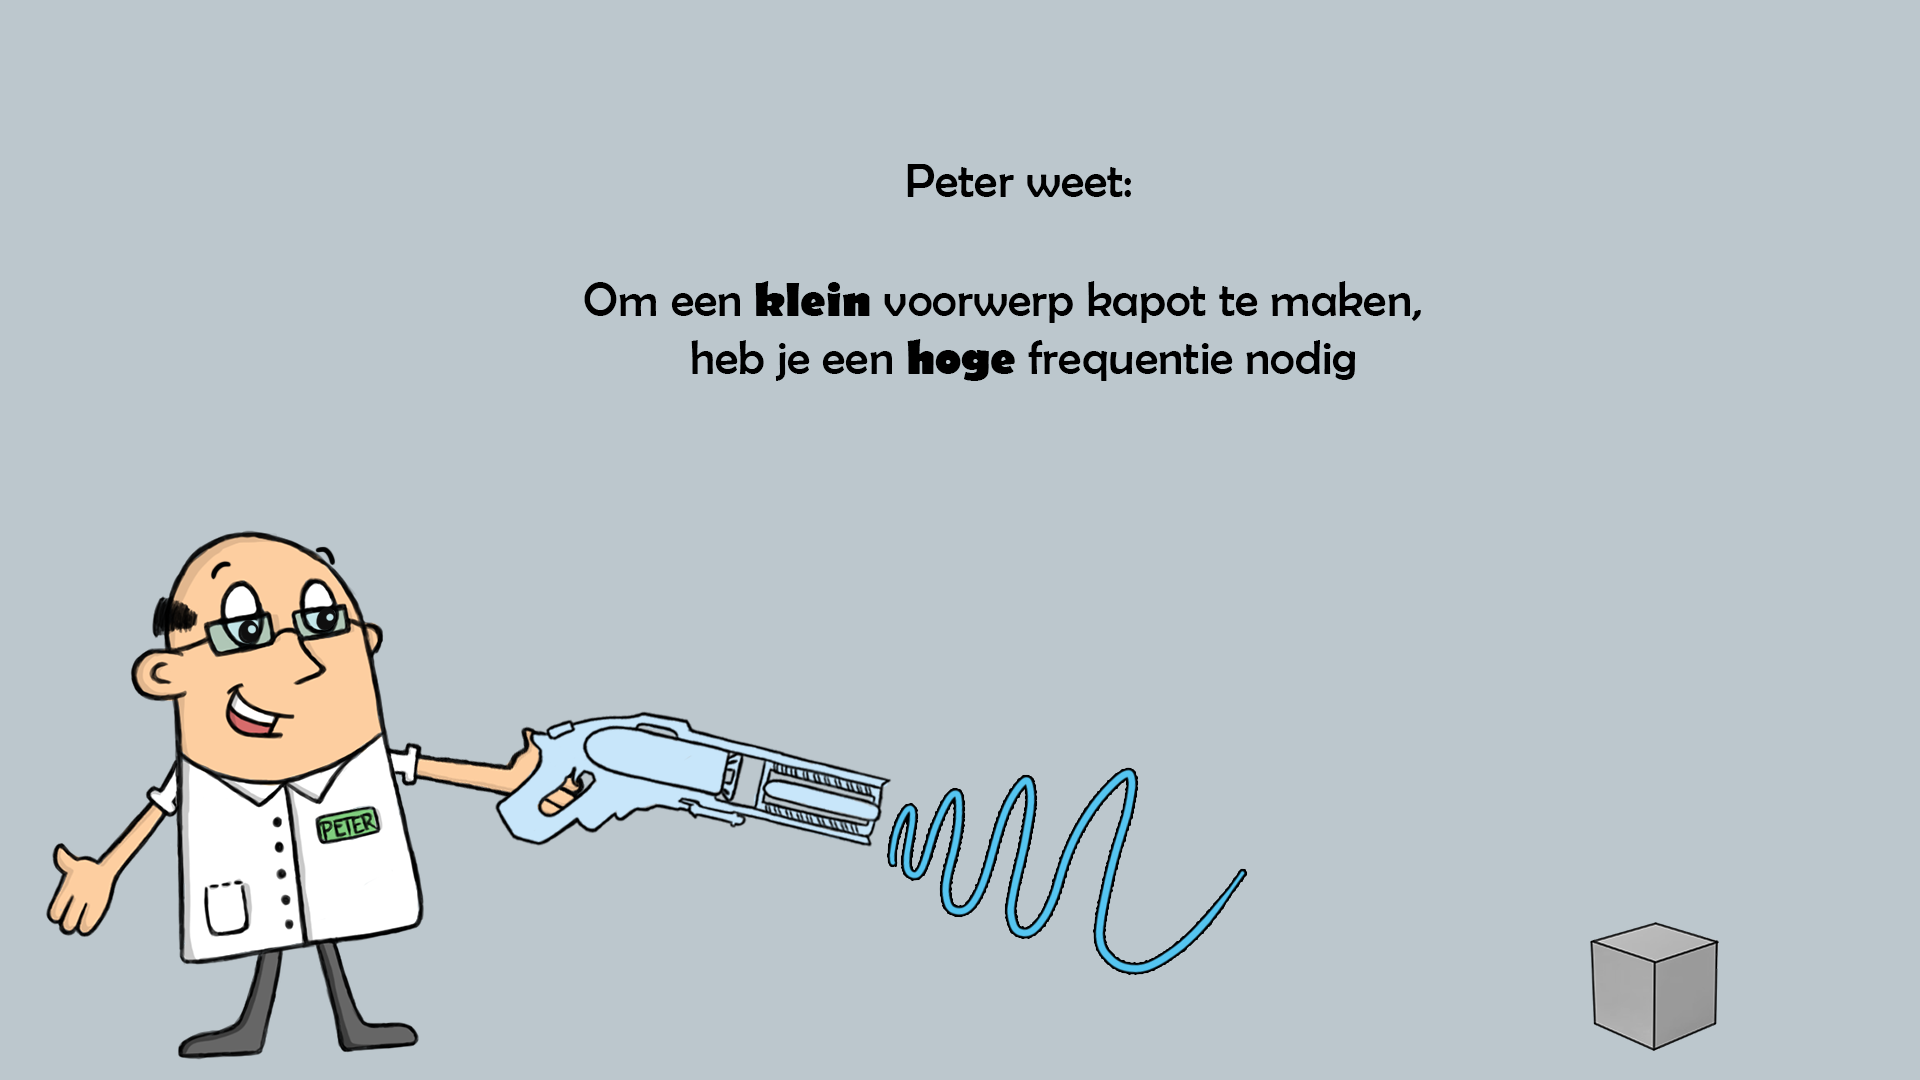 Peter weet:
Om een klein voorwerp kapot te maken,
heb je een hoge frequentie nodig
PETER